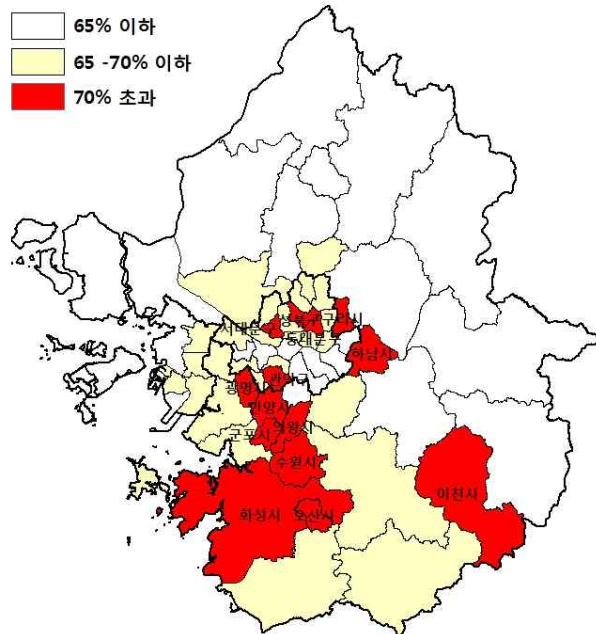 65% 이하
65 -70% 이하
70% 초과
서대문구
성북구
구리시
동대문구
하남시
광명시
관악구
안양시
의왕시
군포시
수원시
이천시
화성시
오산시